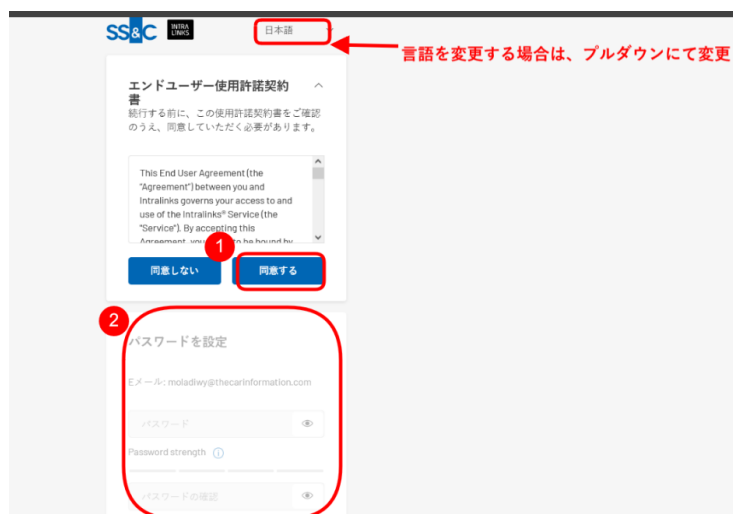 SS&C INTRA LINKS
日本語
言語を変更する場合は、プルダウンにて変更
エンドユーザー使用許諾契約
書
続行する前に、この使用許諾契約書をご確認
のうえ、同意していただく必要があります。
This End User Agreement (the
"Agreement") between you and
Intralinks governs your access to and
use of the Intralinks® Service (the
"Service"). By accepting this
Agreement, you to be bound by
1
同意しない
同意する
2
パスワードを設定
Eメール: moladiwy@thecarinformation.com
パスワード
Password strength
パスワードの確認